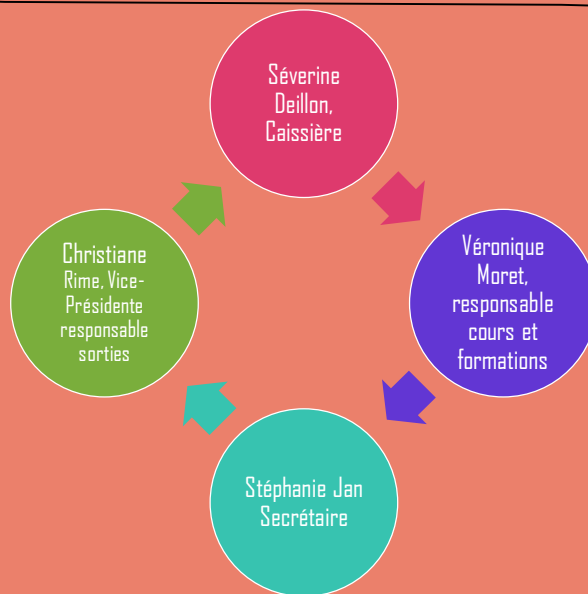 Séverine
Deillon,
Caissière
Christiane
Rime, Vice-
Présidente
responsable
sorties
Véronique
Moret,
responsable
cours et
formations
Stéphanie Jan
Secrétaire